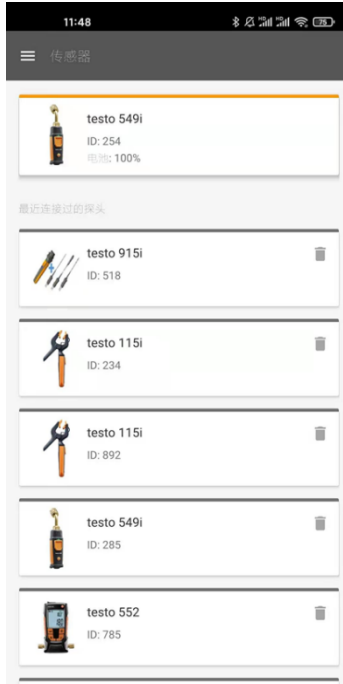 11:48
75
传感器
testo 549i
ID: 254
电池: 100%
最近连接过的探头
testo 915i
ID: 518
testo 115i
ID: 234
testo 115i
ID: 892
testo 549i
ID: 285
testo 552
ID: 785